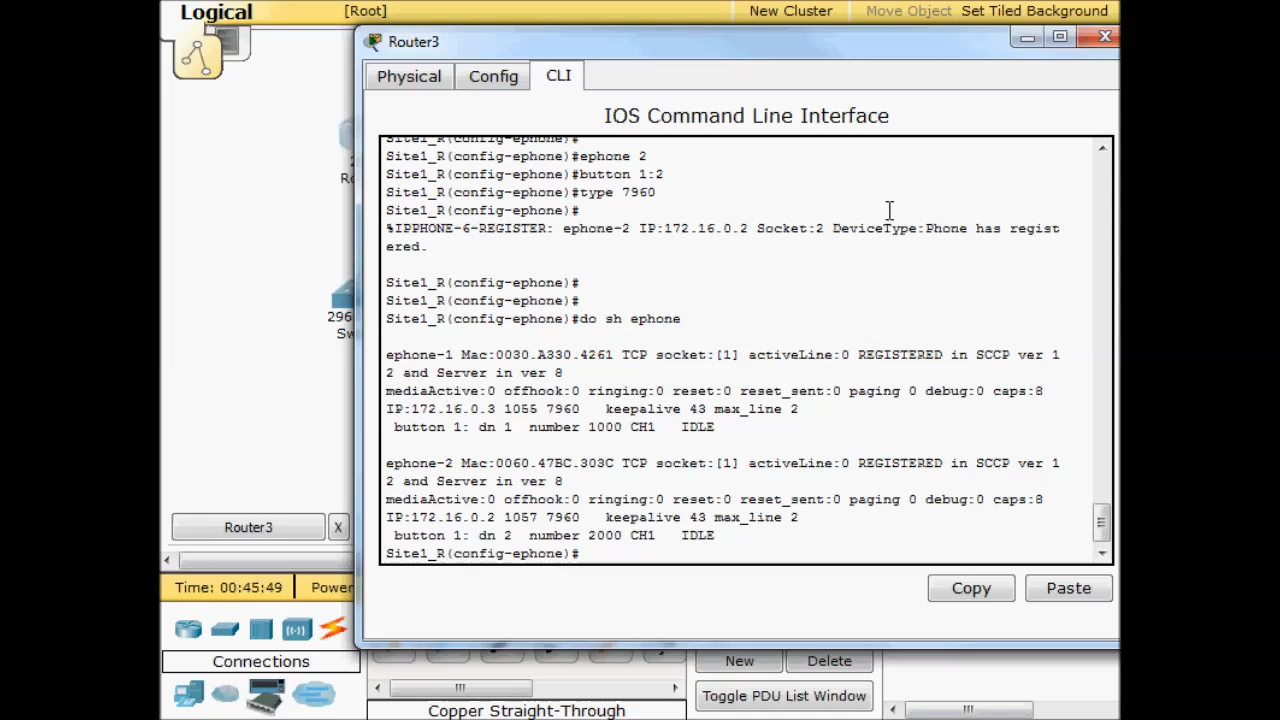 Logical
[Root]
New Cluster
Move Object
Set Tiled Background
Router3
Physical
Config
CLI
IOS Command Line Interface
Site1_R(config-ephone)#
Site1_R(config-ephone)#ephone 2
Site1_R(config-ephone)#button 1:2
Site1_R(config-ephone)#type 7960
Site1_R(config-ephone)#
%IPPHONE-6-REGISTER: ephone-2 IP:172.16.0.2 Socket:2 DeviceType:Phone has regist
ered.
Site1_R(config-ephone)#
Site1_R(config-ephone)#
Site1_R(config-ephone)#do sh ephone
ephone-1 Mac:0030.A330.4261 TCP socket:[1] activeLine:0 REGISTERED in SCCP ver 1
2 and Server in ver 8
mediaActive:0 offhook:0 ringing:0 reset:0 reset_sent:0 paging 0 debug:0 caps:8
IP:172.16.0.3 1055 7960 keepalive 43 max_line 2
button 1: dn 1 number 1000 CH1 IDLE
ephone-2 Mac:0060.47BC.303C TCP socket:[1] activeLine:0 REGISTERED in SCCP ver 1
2 and Server in ver 8
mediaActive:0 offhook:0 ringing:0 reset:0 reset_sent:0 paging 0 debug:0 caps:8
IP:172.16.0.2 1057 7960 keepalive 43 max_line 2
button 1: dn 2 number 2000 CH1 IDLE
Site1_R(config-ephone)#
Copy
Paste
2
Re
296
Sw
Router3
X
Time: 00:45:49
Power
Connections
New
Delete
Toggle PDU List Window
Copper Straight-Through